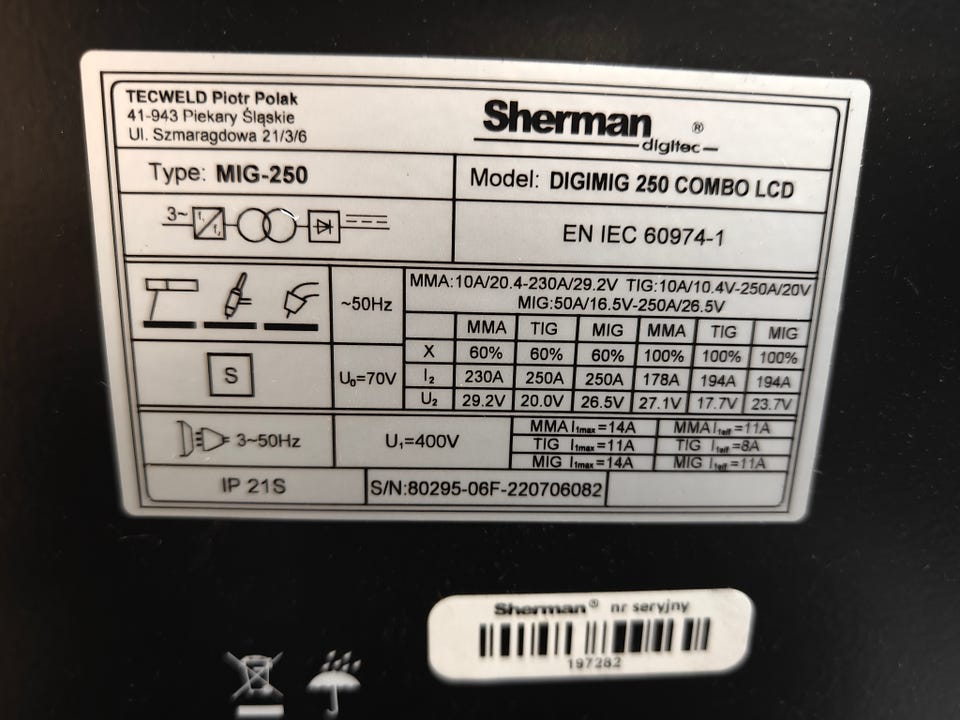 TECWELD Piotr Polak
41-943 Piekary Śląskie
Ul. Szmaragdowa 21/3/6
Sherman ®
digitec
Type: MIG-250
Model: DIGIMIG 250 COMBO LCD
3~ f₁ f₂
EN IEC 60974-1
~50Hz
MMA:10A/20.4-230A/29.2V TIG:10A/10.4V-250A/20V
MIG:50A/16.5V-250A/26.5V
MMA TIG MIG MMA TIG MIG
X 60% 60% 60% 100% 100% 100%
S
U₀=70V
I₂ 230A 250A 250A 178A 194A 194A
U₂ 29.2V 20.0V 26.5V 27.1V 17.7V 23.7V
3~50Hz
U₁=400V
MMA I1max=14A MMA I1eff=11A
TIG I1max=11A TIG I1eff=8A
MIG I1max=14A MIG I1eff=11A
IP 21S
S/N:80295-06F-220706082
Sherman® nr seryjny
197282